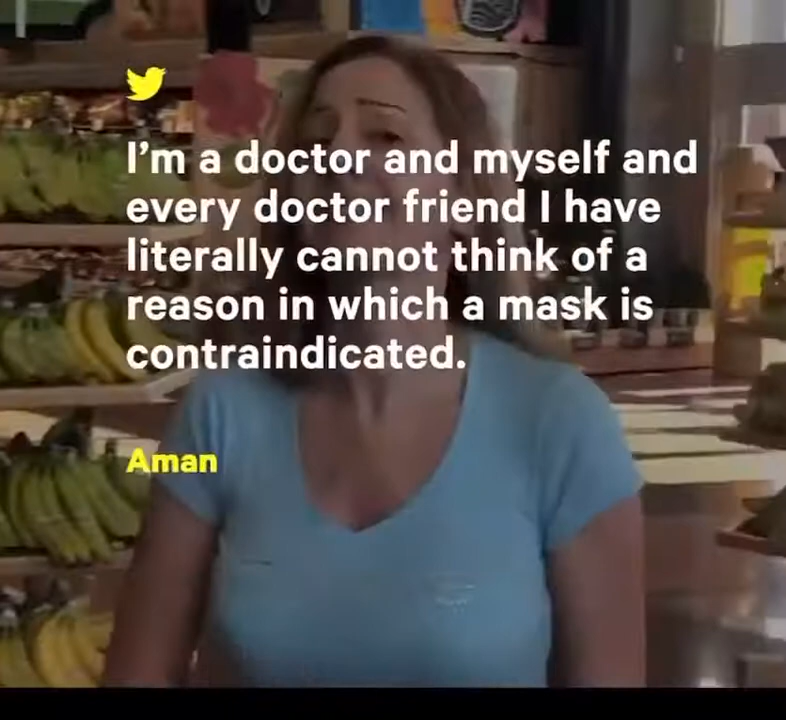 I'm a doctor and myself and
every doctor friend I have
literally cannot think of a
reason in which a mask is
contraindicated.
Aman